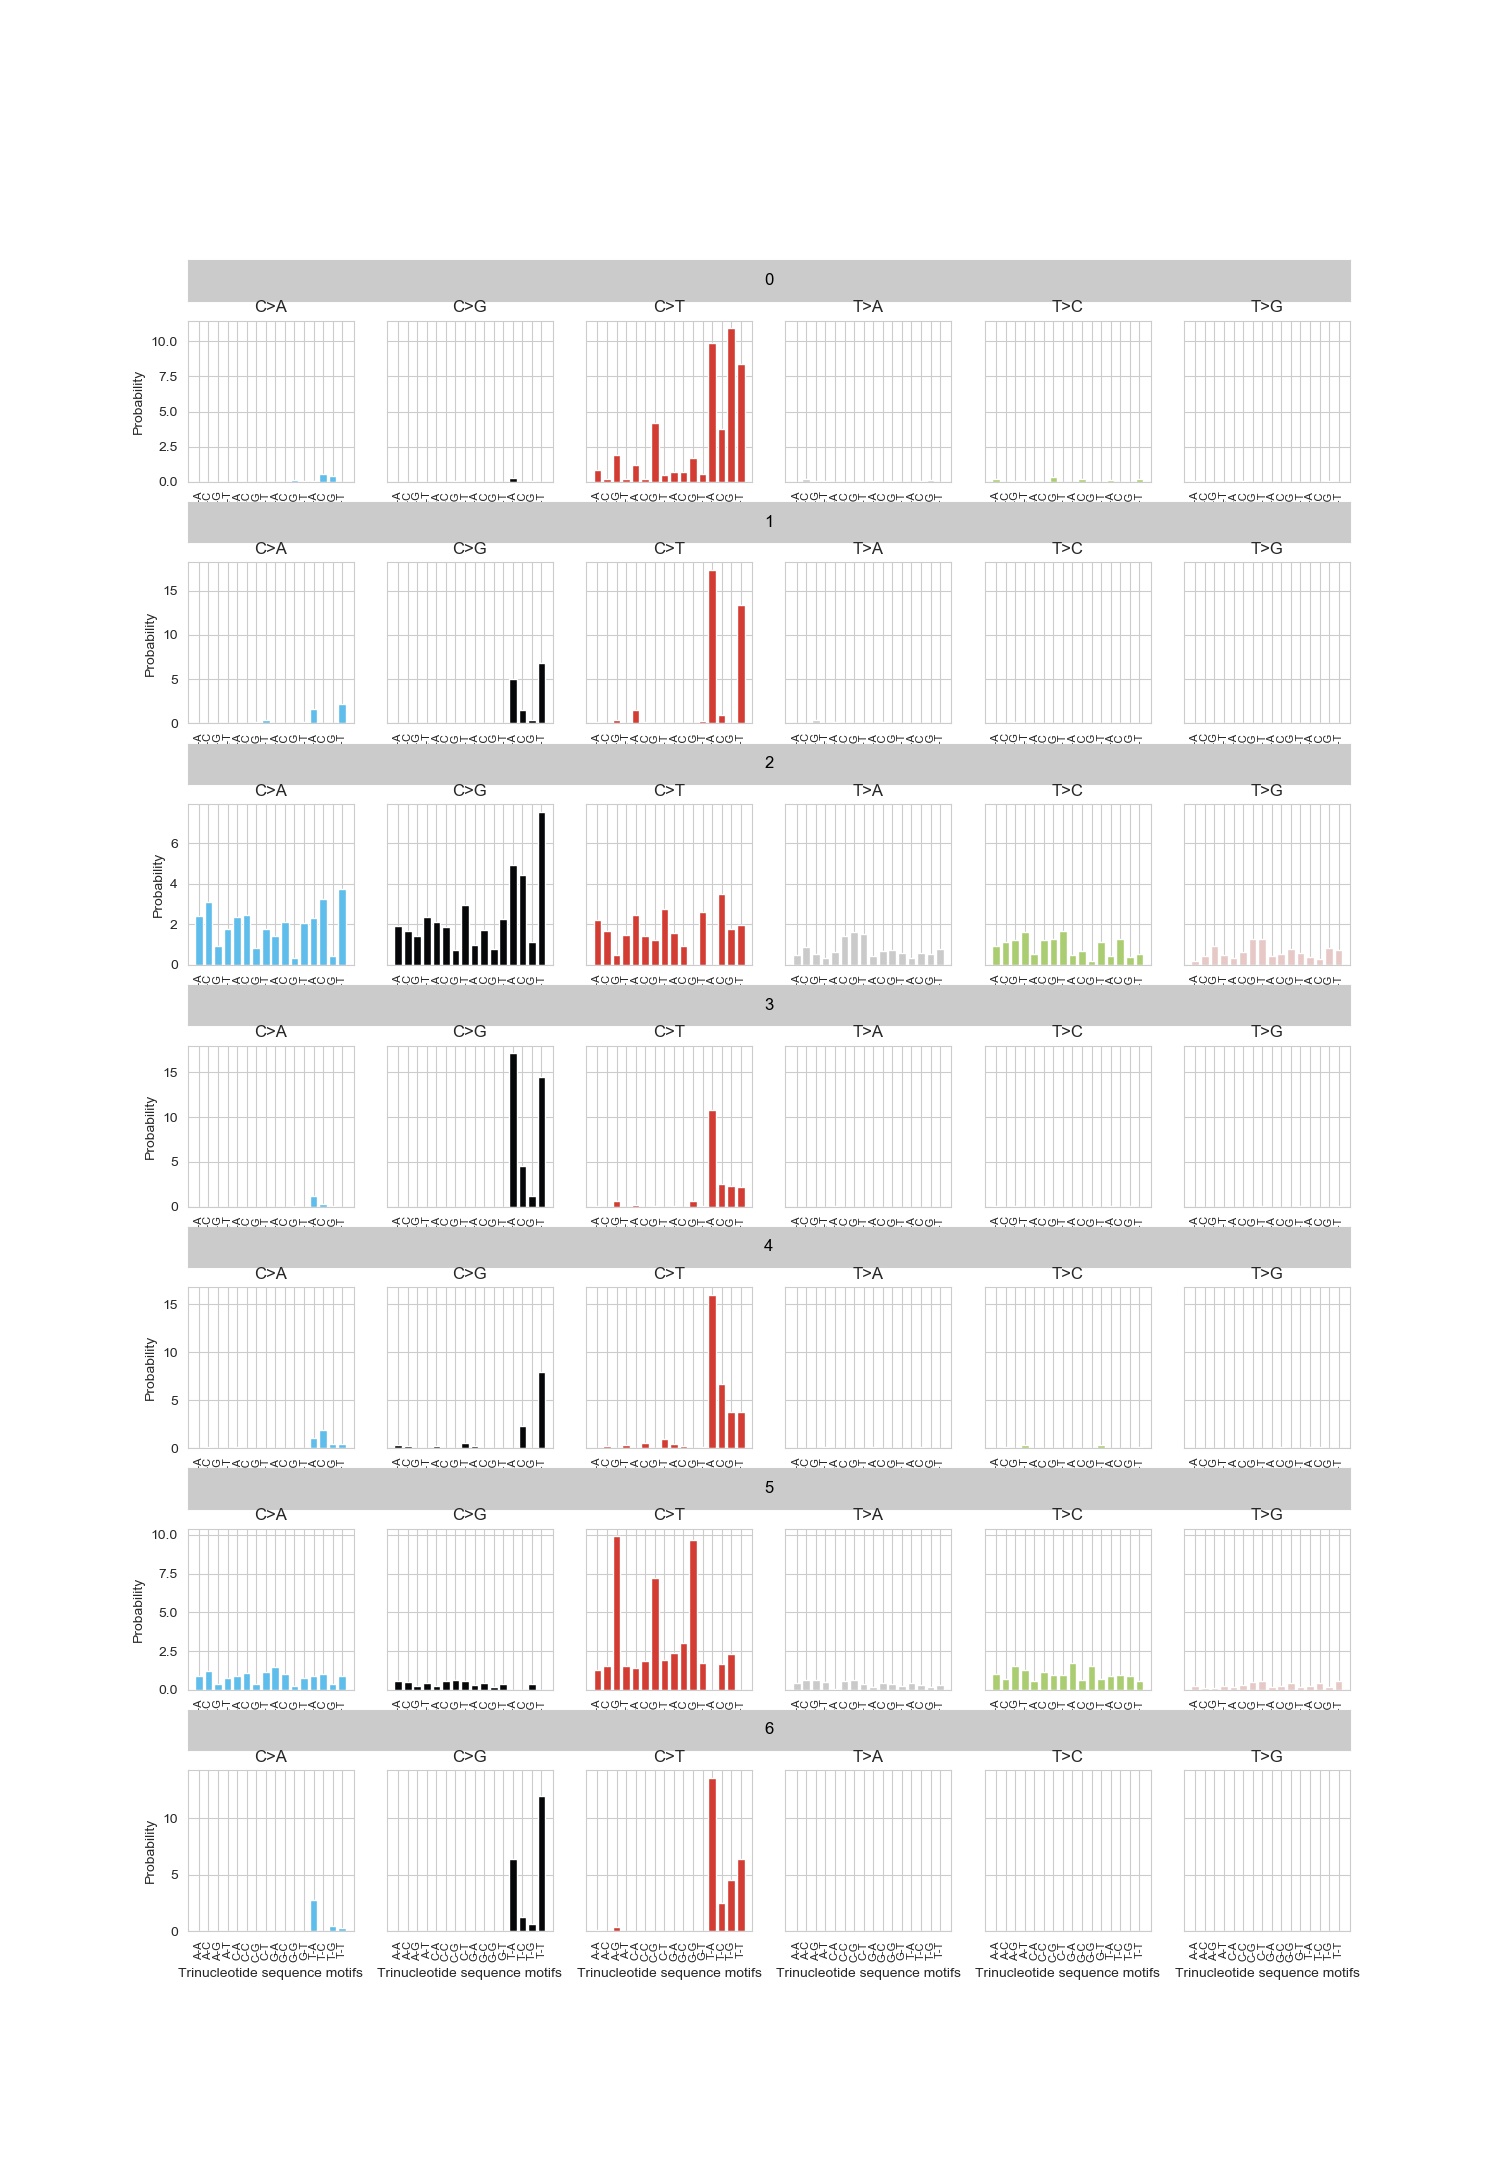 0
C>A C>G C>T T>A T>C T>G
10.0
7.5
5.0
2.5
0.0
Probability
1
C>A C>G C>T T>A T>C T>G
15
10
5
0
Probability
2
C>A C>G C>T T>A T>C T>G
6
4
2
0
Probability
3
C>A C>G C>T T>A T>C T>G
15
10
5
0
Probability
4
C>A C>G C>T T>A T>C T>G
15
10
5
0
Probability
5
C>A C>G C>T T>A T>C T>G
10.0
7.5
5.0
2.5
0.0
Probability
6
C>A C>G C>T T>A T>C T>G
10
5
0
Probability
A-A A-C A-G A-T C-A C-C C-G C-T G-A G-C G-G G-T T-A T-C T-G T-T
A-A A-C A-G A-T C-A C-C C-G C-T G-A G-C G-G G-T T-A T-C T-G T-T
A-A A-C A-G A-T C-A C-C C-G C-T G-A G-C G-G G-T T-A T-C T-G T-T
A-A A-C A-G A-T C-A C-C C-G C-T G-A G-C G-G G-T T-A T-C T-G T-T
A-A A-C A-G A-T C-A C-C C-G C-T G-A G-C G-G G-T T-A T-C T-G T-T
A-A A-C A-G A-T C-A C-C C-G C-T G-A G-C G-G G-T T-A T-C T-G T-T
Trinucleotide sequence motifs Trinucleotide sequence motifs Trinucleotide sequence motifs Trinucleotide sequence motifs Trinucleotide sequence motifs Trinucleotide sequence motifs